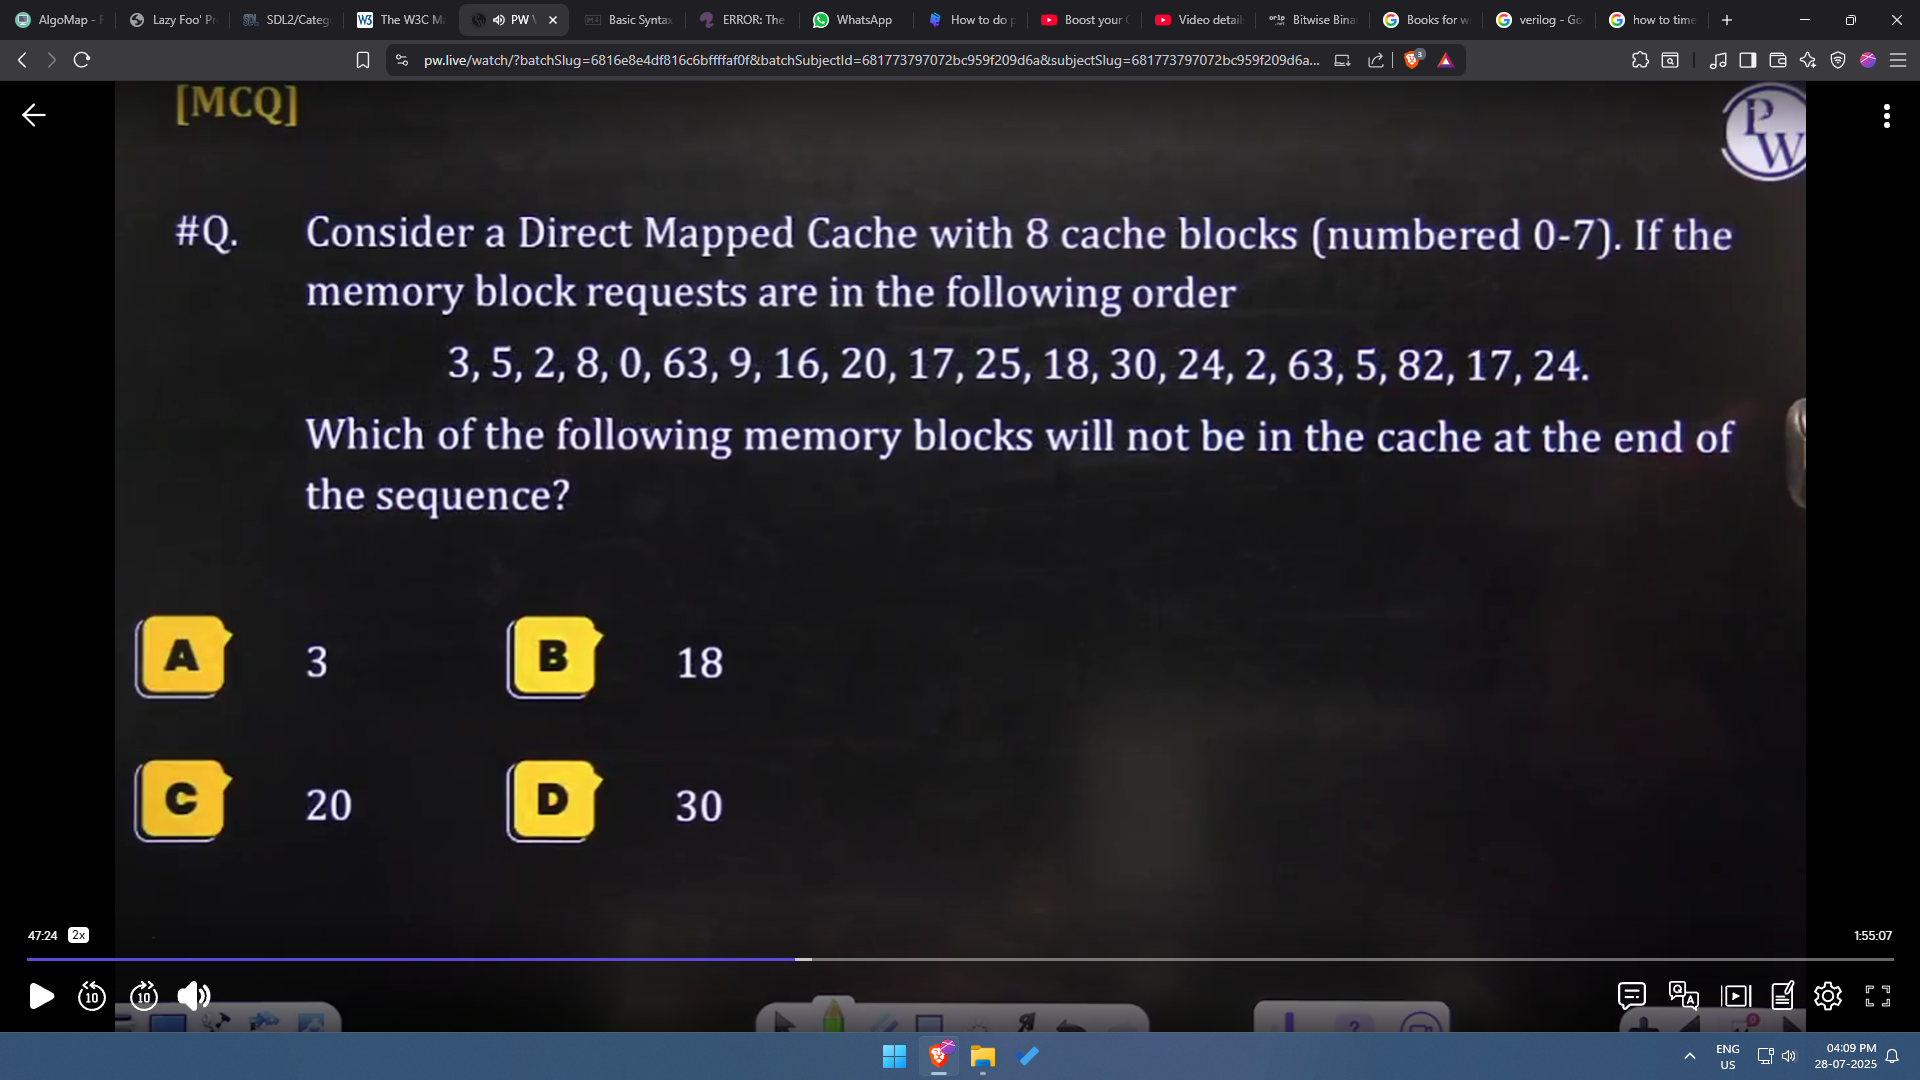 AlgoMap - F
Lazy Foo' Pr
SDL2/Categ
The W3C Ma
PW \
Basic Syntax
ERROR: The
WhatsApp
How to do p
Boost your C
Video detail
Bitwise Bina
Books for w
verilog - Go
how to time
pw.live/watch/?batchSlug=6816e8e4df816c6bffffaf0f&batchSubjectId=681773797072bc959f209d6a&subjectSlug=681773797072bc959f209d6a...
3
[MCQ]
PW
#Q. Consider a Direct Mapped Cache with 8 cache blocks (numbered 0-7). If the
memory block requests are in the following order
3, 5, 2, 8, 0, 63, 9, 16, 20, 17, 25, 18, 30, 24, 2, 63, 5, 82, 17, 24.
Which of the following memory blocks will not be in the cache at the end of
the sequence?
A 3 B 18
C 20 D 30
47:24 2x 1:55:07
10 10
ENG
US
04:09 PM
28-07-2025